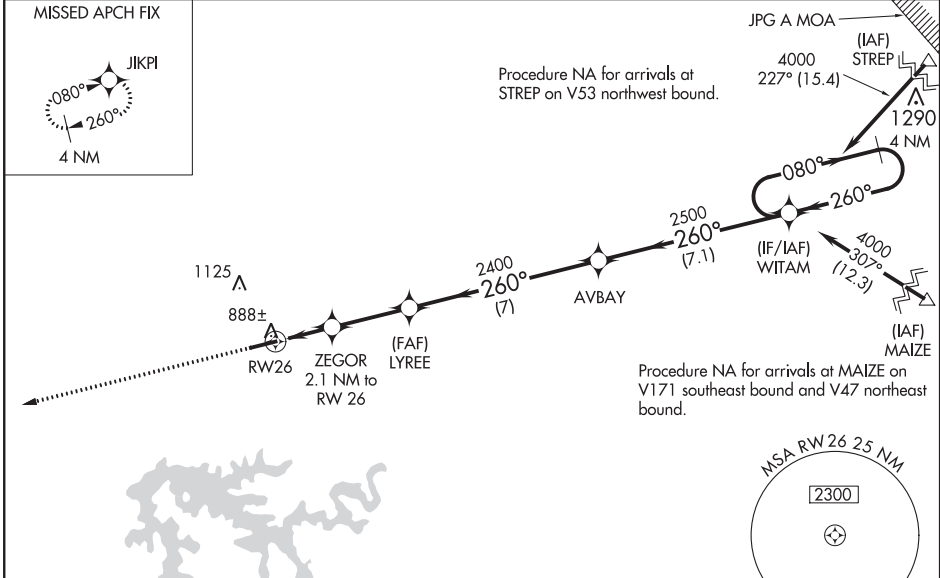 MISSED APCH FIX
JIKPI
080°
260°
4 NM
JPG A MOA
(IAF)
STREP
4000
227° (15.4)
Procedure NA for arrivals at
STREP on V53 northwest bound.
1290
4 NM
080°
260°
2500
260°
(7.1)
(IF/IAF)
WITAM
4000
307°
(12.3)
(IAF)
MAIZE
2400
260°
(7)
AVBAY
1125
888±
RW26
ZEGOR
2.1 NM to
RW 26
(FAF)
LYREE
Procedure NA for arrivals at MAIZE on
V171 southeast bound and V47 northeast
bound.
MSA RW 26 25 NM
2300